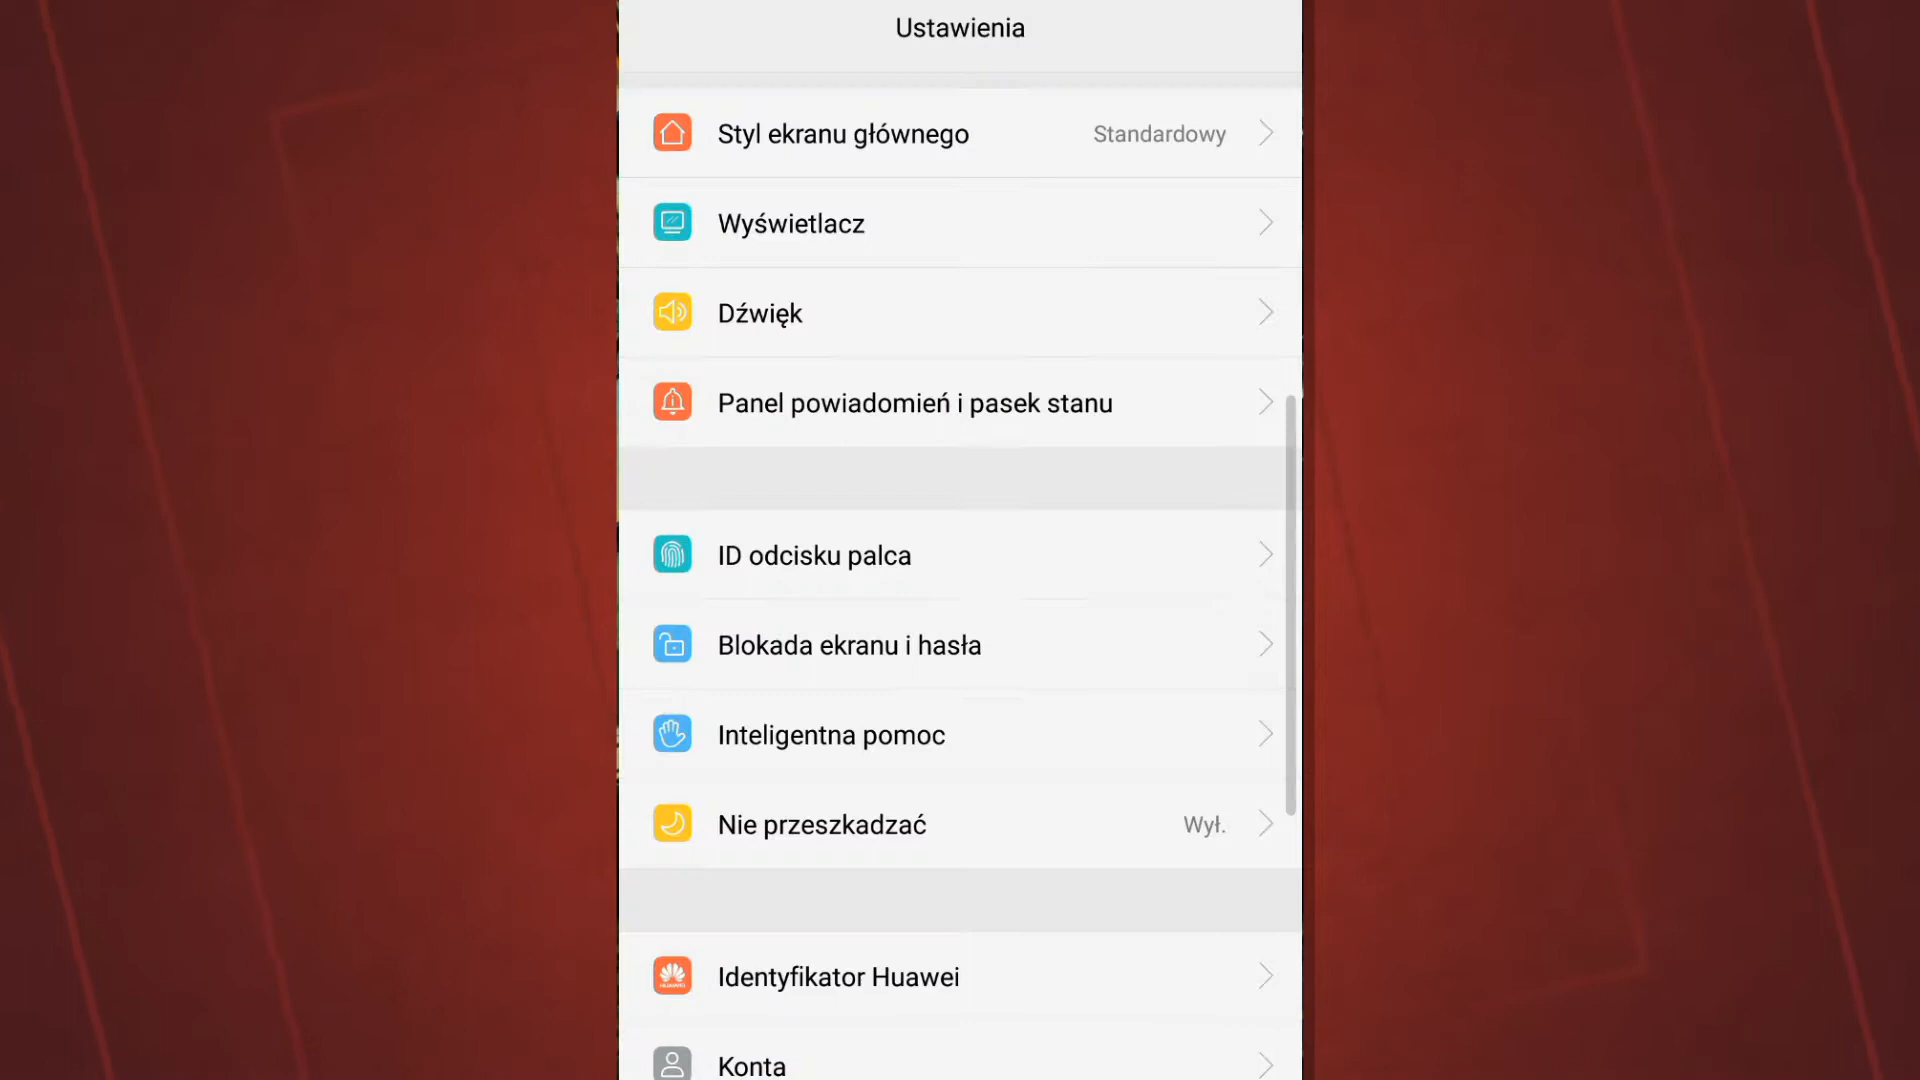 Ustawienia
Styl ekranu głównego Standardowy
Wyświetlacz
Dźwięk
Panel powiadomień i pasek stanu
ID odcisku palca
Blokada ekranu i hasła
Inteligentna pomoc
Nie przeszkadzać Wył.
HUAWEI
Identyfikator Huawei
Konta